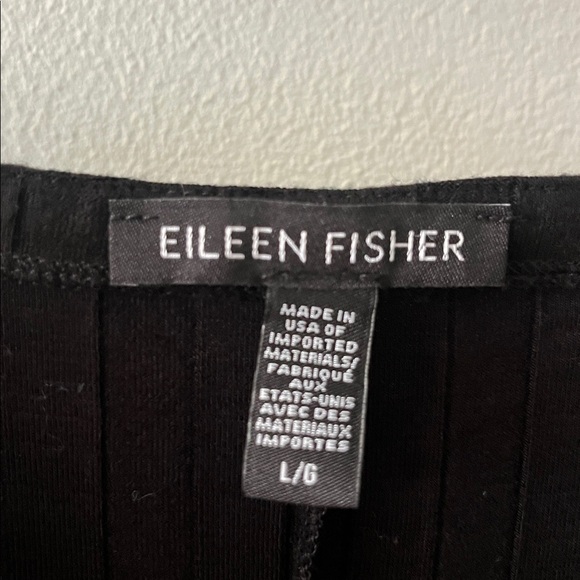 EILEEN FISHER
MADE IN
USA OF
IMPORTED
MATERIALS/
FABRIQUÉ
AUX
ETATS-UNIS
AVEC DES
MATERIAUX
IMPORTES
L/G